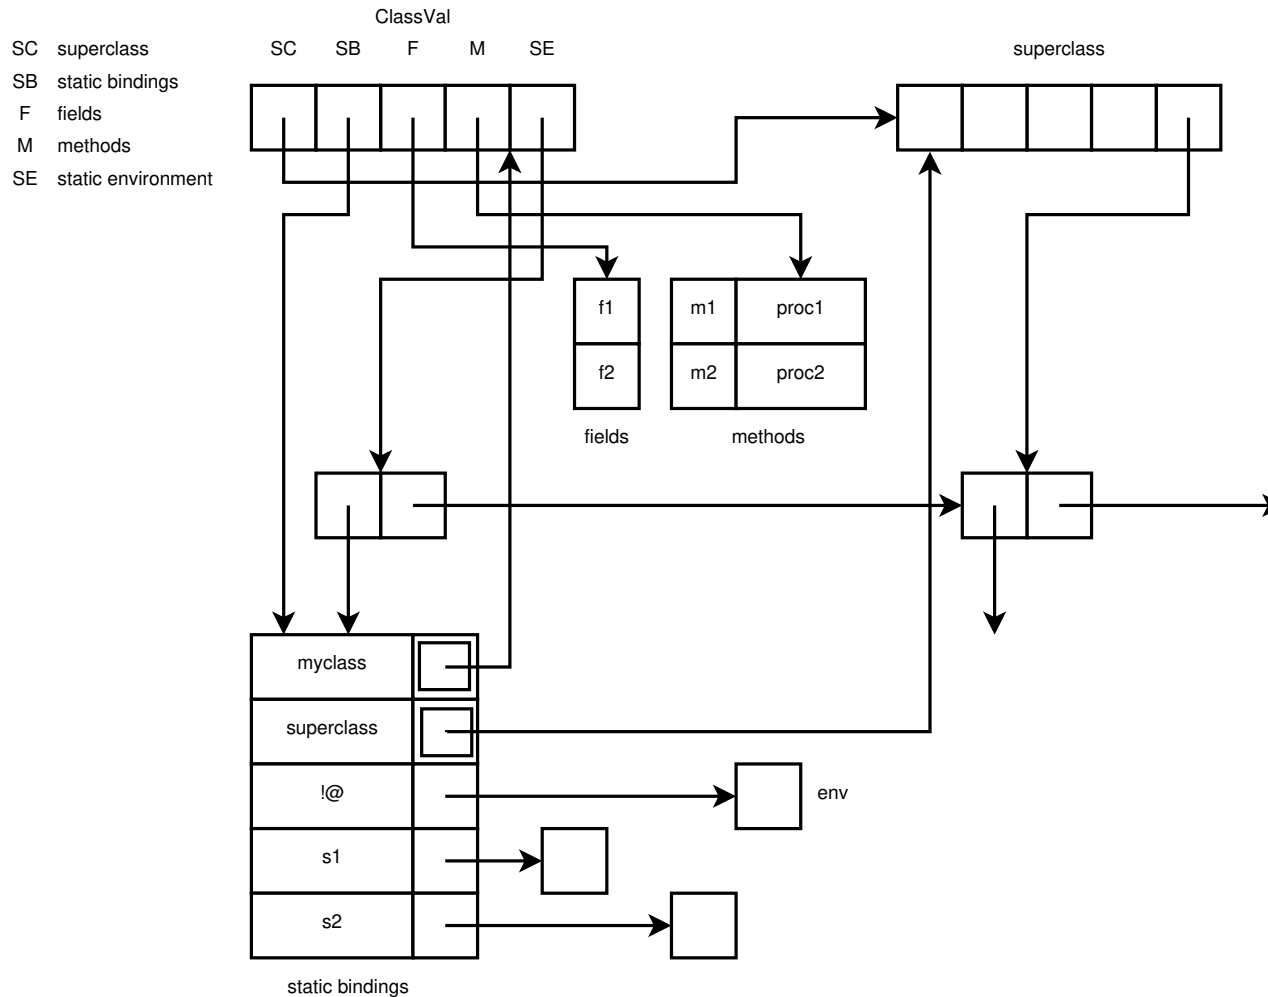 ClassVal
SC superclass SC SB F M SE superclass
SB static bindings
F fields
M methods
SE static environment
f1 m1 proc1
f2 m2 proc2
fields methods
myclass
superclass
!@ env
s1
s2
static bindings